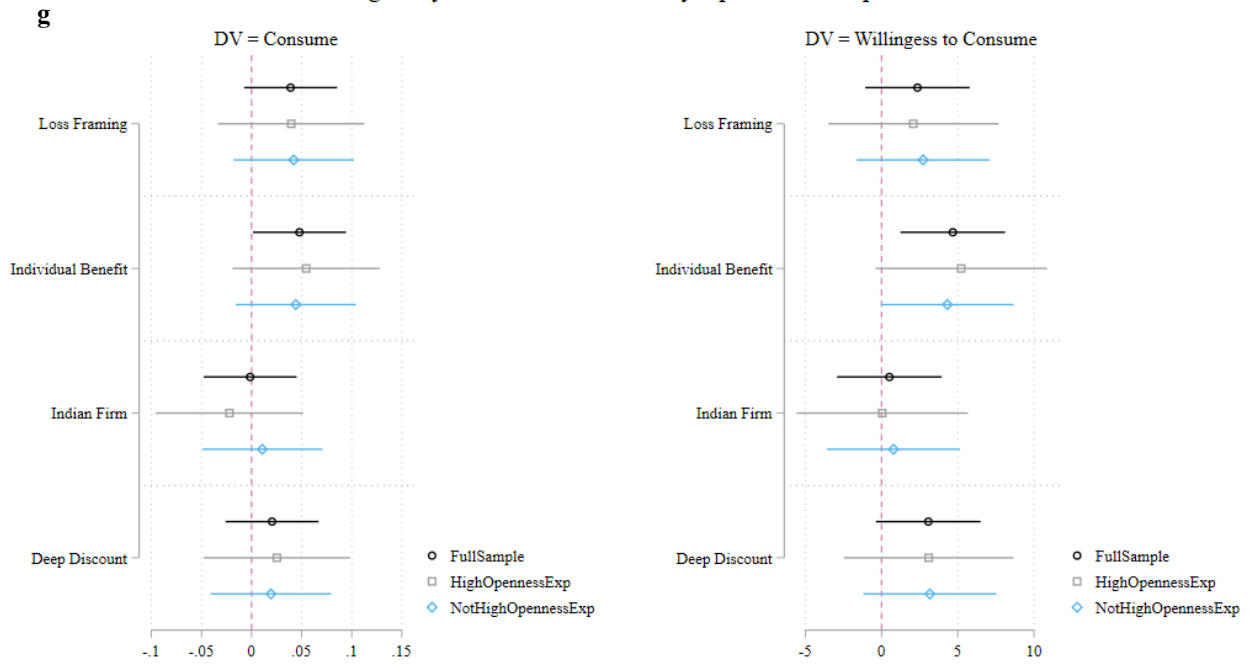 g
DV = Consume
Loss Framing
Individual Benefit
Indian Firm
Deep Discount
FullSample
HighOpennessExp
NotHighOpennessExp
-.1 -.05 0 .05 .1 .15
DV = Willingess to Consume
Loss Framing
Individual Benefit
Indian Firm
Deep Discount
FullSample
HighOpennessExp
NotHighOpennessExp
-5 0 5 10